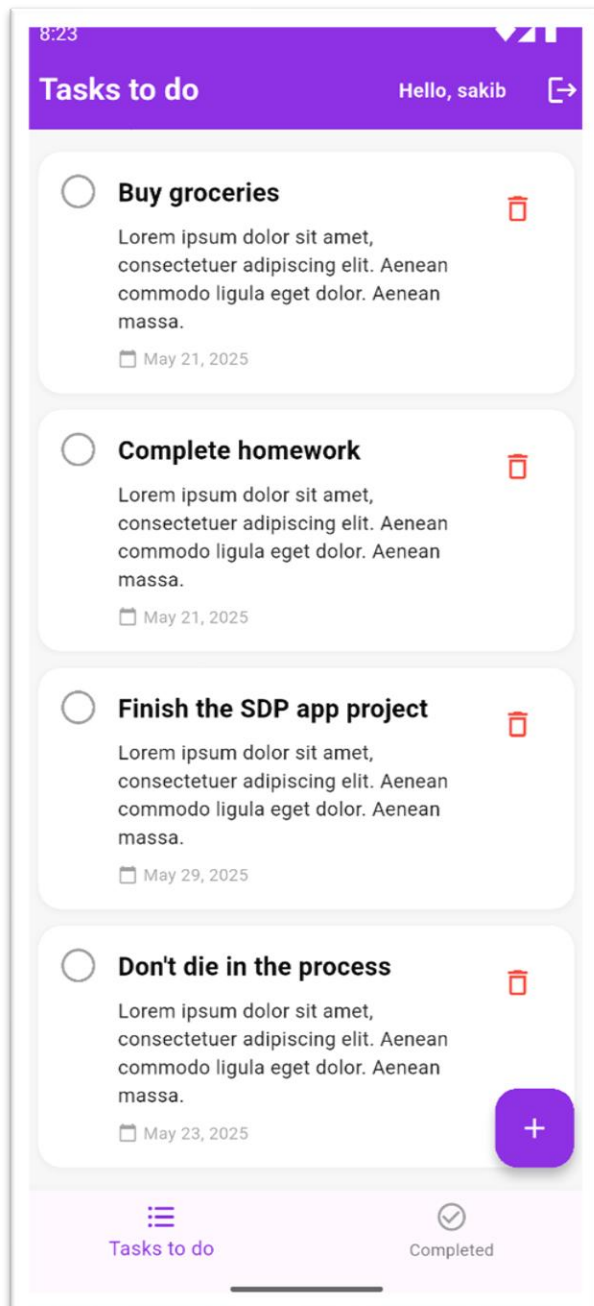 8:23
Tasks to do
Hello, sakib
Buy groceries
Lorem ipsum dolor sit amet,
consectetuer adipiscing elit. Aenean
commodo ligula eget dolor. Aenean
massa.
May 21, 2025
Complete homework
Lorem ipsum dolor sit amet,
consectetuer adipiscing elit. Aenean
commodo ligula eget dolor. Aenean
massa.
May 21, 2025
Finish the SDP app project
Lorem ipsum dolor sit amet,
consectetuer adipiscing elit. Aenean
commodo ligula eget dolor. Aenean
massa.
May 29, 2025
Don't die in the process
Lorem ipsum dolor sit amet,
consectetuer adipiscing elit. Aenean
commodo ligula eget dolor. Aenean
massa.
May 23, 2025
Tasks to do
Completed